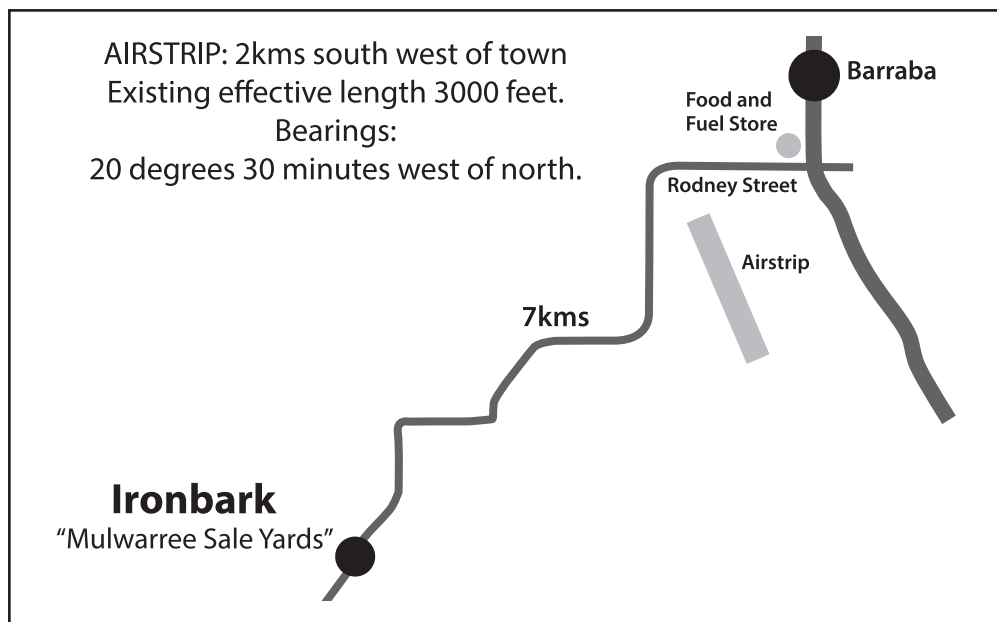 AIRSTRIP: 2kms south west of town
Existing effective length 3000 feet.
Bearings:
20 degrees 30 minutes west of north.
Barraba
Food and
Fuel Store
Rodney Street
Airstrip
7kms
Ironbark
“Mulwarree Sale Yards”